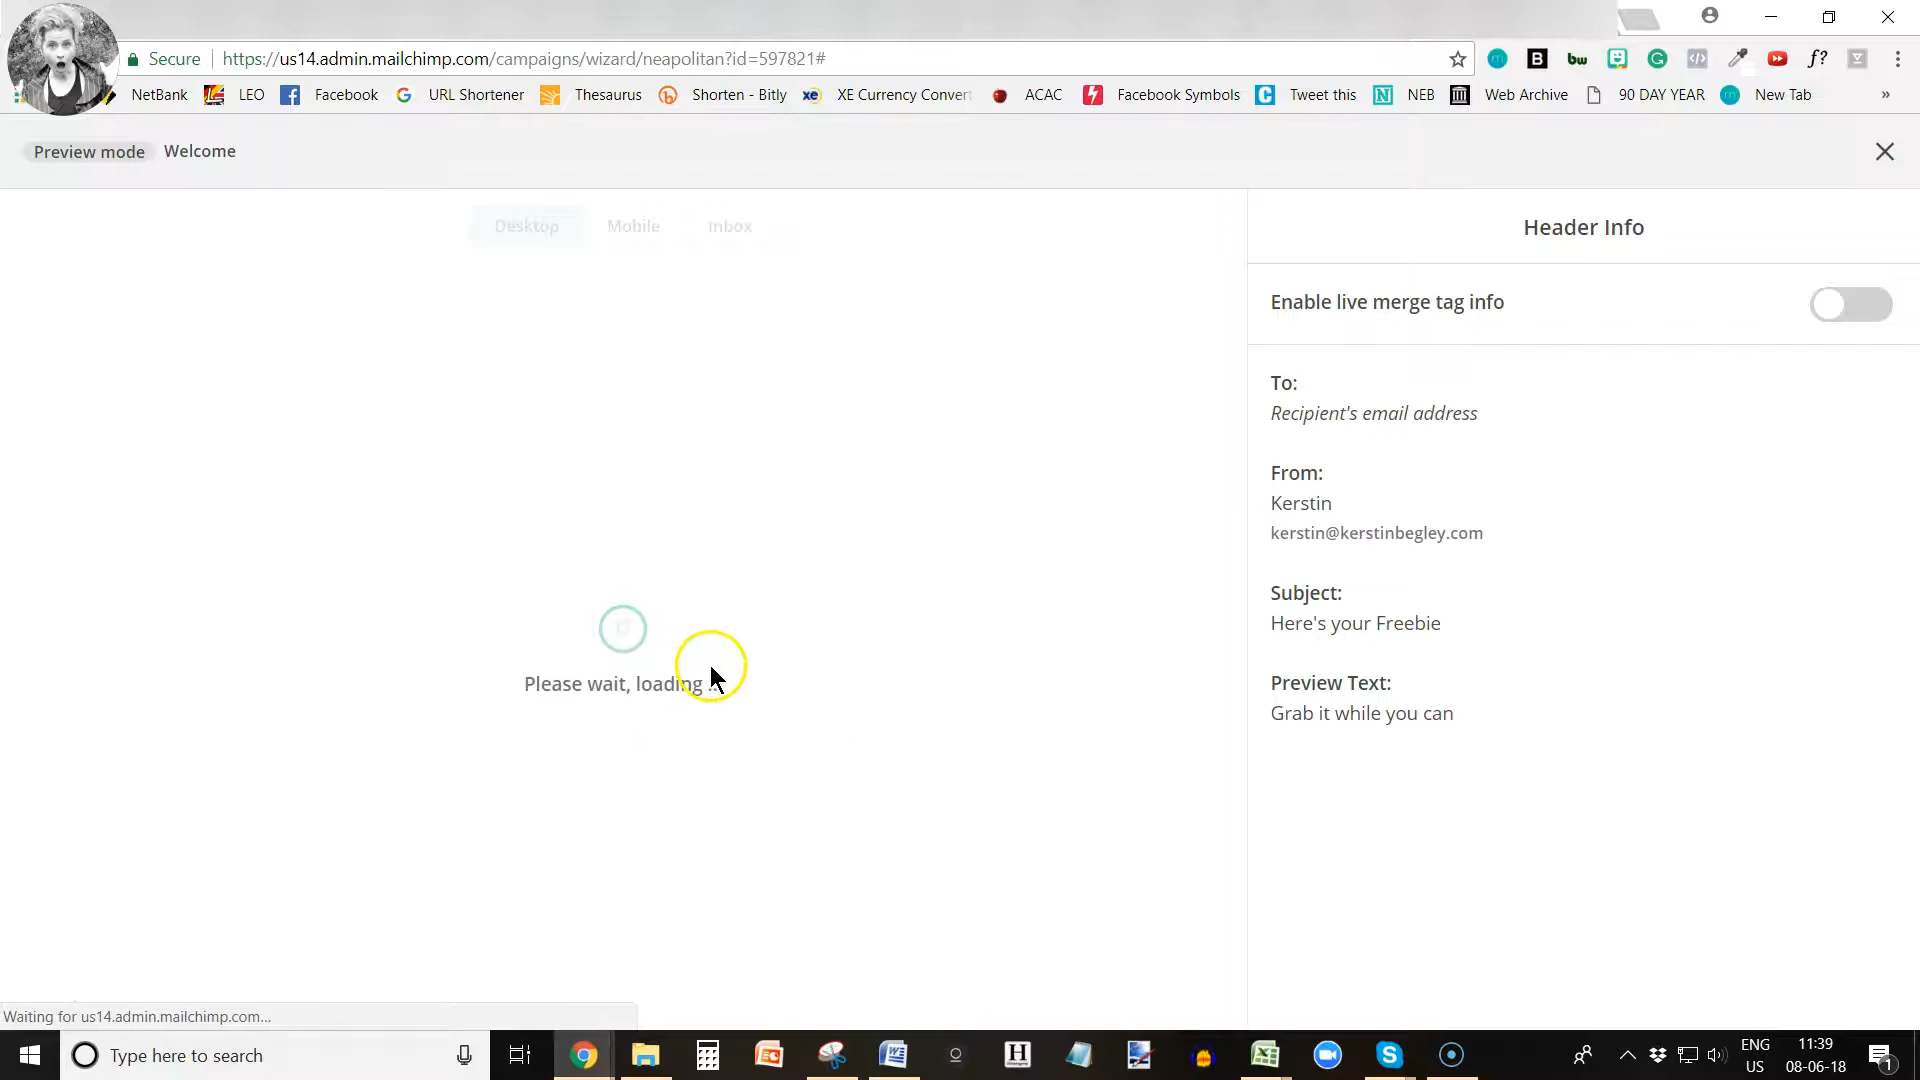 Secure https://us14.admin.mailchimp.com/campaigns/wizard/neapolitan?id=597821#
B bw f?
NetBank LEO Facebook URL Shortener Thesaurus Shorten - Bitly XE Currency Convert ACAC Facebook Symbols Tweet this NEB Web Archive 90 DAY YEAR New Tab »
Preview mode Welcome
Desktop Mobile Inbox
Header Info
Enable live merge tag info
To:
Recipient's email address
From:
Kerstin
kerstin@kerstinbegley.com
Subject:
Here's your Freebie
Please wait, loading ...
Preview Text:
Grab it while you can
Waiting for us14.admin.mailchimp.com...
Type here to search
ENG
US
11:39
08-06-18
1